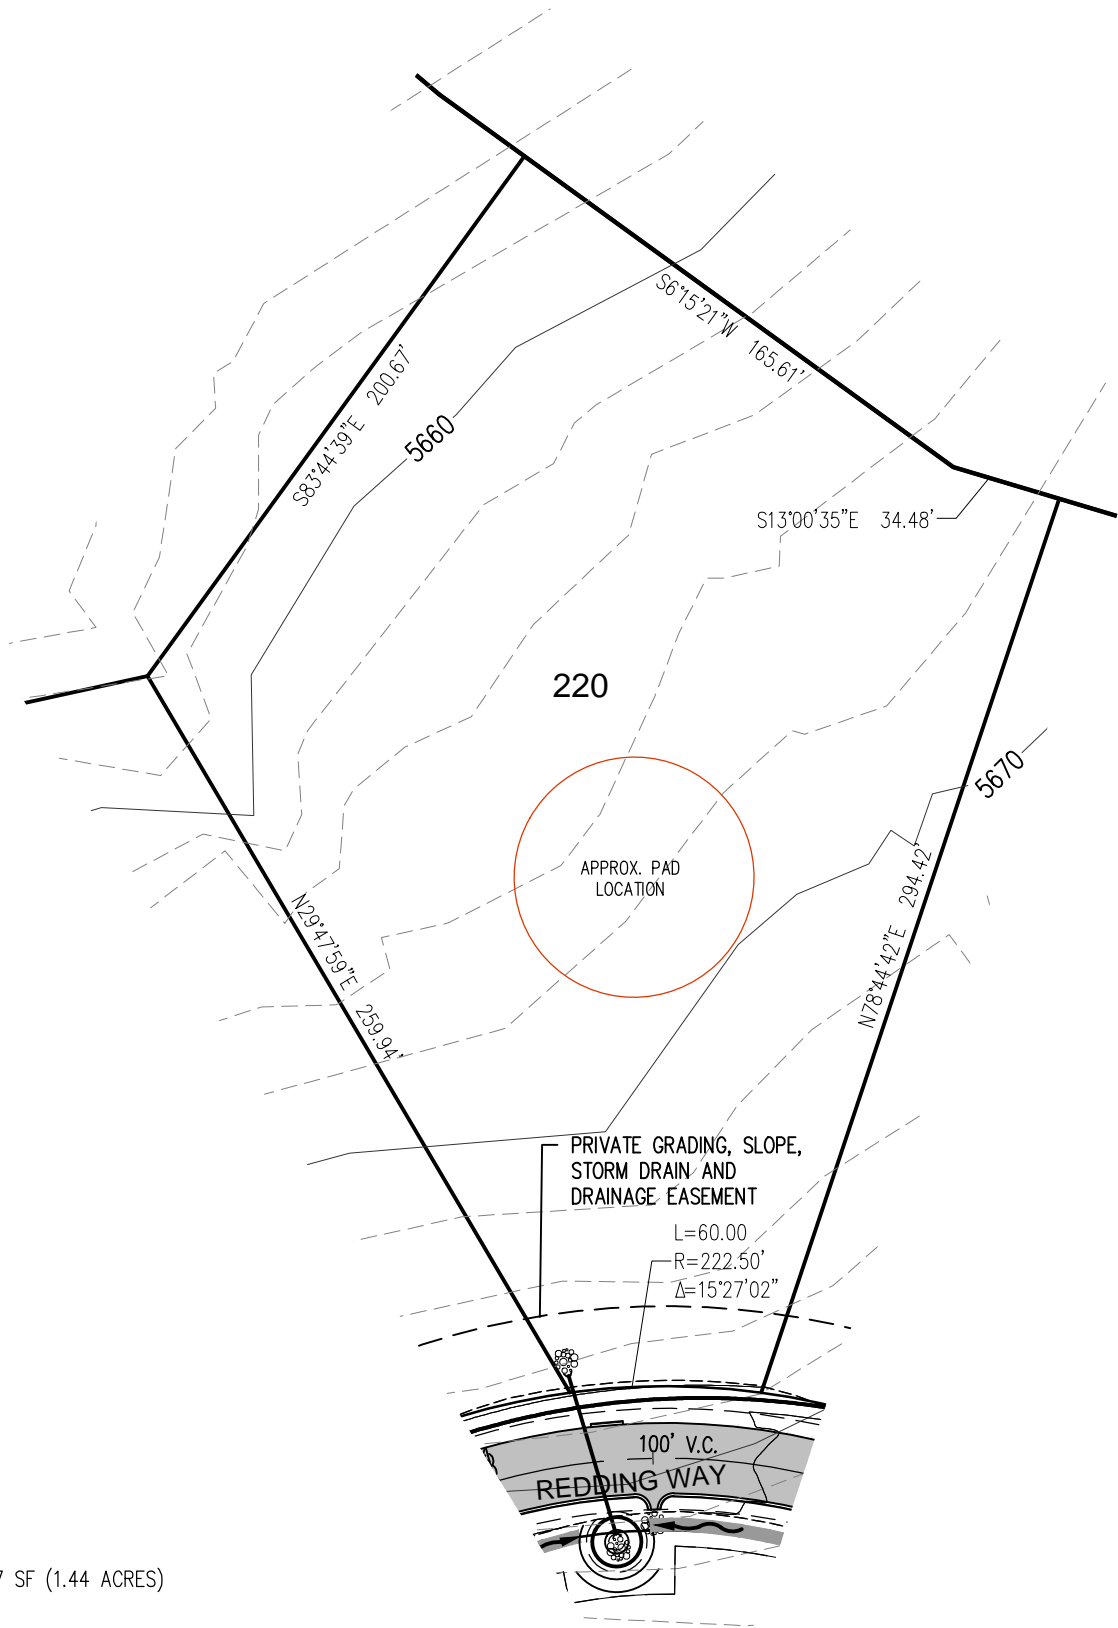 S6°15'21"W 165.61'
S83°44'39"E 200.67'
5660
S13°00'35"E 34.48'
220
5670
APPROX. PAD
LOCATION
N78°44'42"E 294.42'
N29°47'59"E 259.94'
PRIVATE GRADING, SLOPE,
STORM DRAIN AND
DRAINAGE EASEMENT
L=60.00
R=222.50'
Δ=15°27'02"
100' V.C.
REDDING WAY
7 SF (1.44 ACRES)